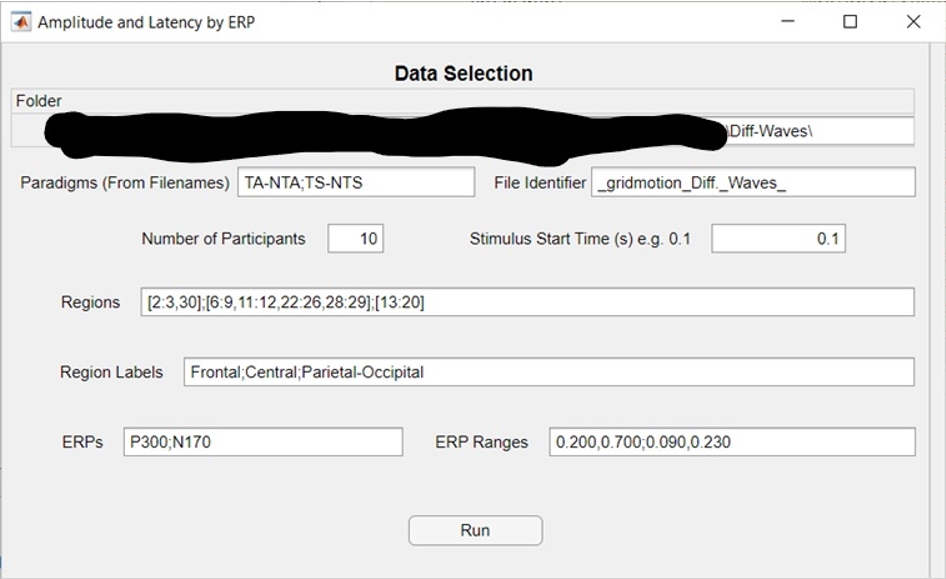 Amplitude and Latency by ERP
Data Selection
Folder
\Diff-Waves\
Paradigms (From Filenames) TA-NTA;TS-NTS File Identifier _gridmotion_Diff._Waves_
Number of Participants 10 Stimulus Start Time (s) e.g. 0.1 0.1
Regions [2:3,30];[6:9,11:12,22:26,28:29];[13:20]
Region Labels Frontal;Central;Parietal-Occipital
ERPs P300;N170 ERP Ranges 0.200,0.700;0.090,0.230
Run